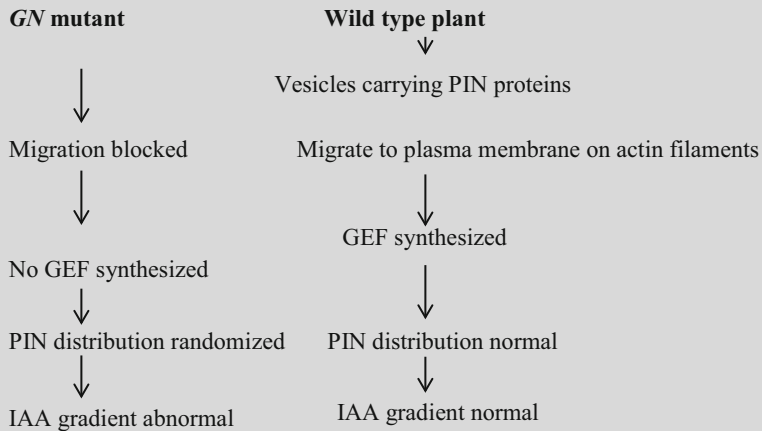 GN mutant
Wild type plant
Vesicles carrying PIN proteins
Migration blocked
Migrate to plasma membrane on actin filaments
GEF synthesized
No GEF synthesized
PIN distribution randomized
PIN distribution normal
IAA gradient abnormal
IAA gradient normal